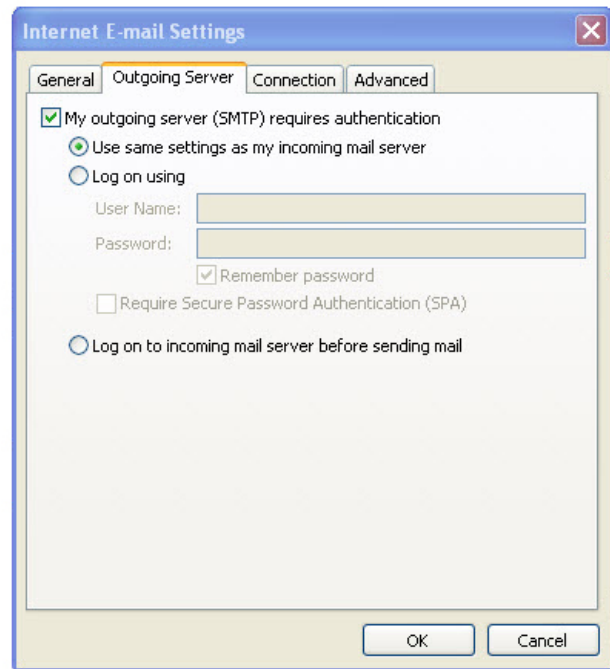 Internet E-mail Settings
General Outgoing Server Connection Advanced
My outgoing server (SMTP) requires authentication
Use same settings as my incoming mail server
Log on using
User Name:
Password:
Remember password
Require Secure Password Authentication (SPA)
Log on to incoming mail server before sending mail
OK Cancel